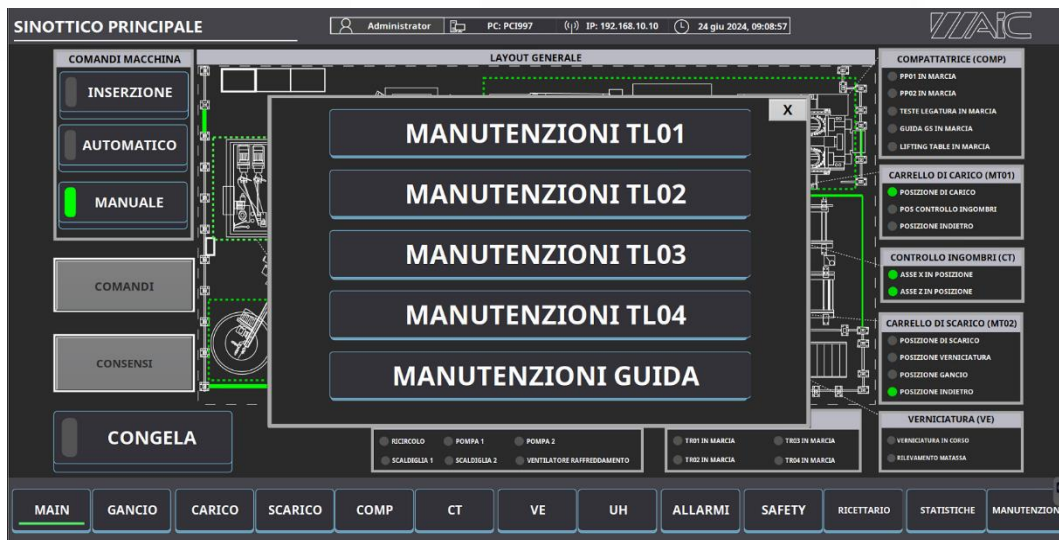 SINOTTICO PRINCIPALE
Administrator
PC: PCI997
IP: 192.168.10.10
24 giu 2024, 09:08:57
AIC
COMANDI MACCHINA
INSERZIONE
AUTOMATICO
MANUALE
COMANDI
CONSENSI
CONGELA
LAYOUT GENERALE
X
MANUTENZIONI TL01
MANUTENZIONI TL02
MANUTENZIONI TL03
MANUTENZIONI TL04
MANUTENZIONI GUIDA
RICIRCOLO
POMPA 1
POMPA 2
SCALDIGLIA 1
SCALDIGLIA 2
VENTILATORE RAFFREDDAMENTO
TR01 IN MARCIA
TR03 IN MARCIA
TR02 IN MARCIA
TR04 IN MARCIA
COMPATTATRICE (COMP)
PP01 IN MARCIA
PP02 IN MARCIA
TESTE LEGATURA IN MARCIA
GUIDA GS IN MARCIA
LIFTING TABLE IN MARCIA
CARRELLO DI CARICO (MT01)
POSIZIONE DI CARICO
POS CONTROLLO INGOMBRI
POSIZIONE INDIETRO
CONTROLLO INGOMBRI (CT)
ASSE X IN POSIZIONE
ASSE Z IN POSIZIONE
CARRELLO DI SCARICO (MT02)
POSIZIONE DI SCARICO
POSIZIONE VERNICIATURA
POSIZIONE GANCIO
POSIZIONE INDIETRO
VERNICIATURA (VE)
VERNICIATURA IN CORSO
RILEVAMENTO MATASSA
MAIN
GANCIO
CARICO
SCARICO
COMP
CT
VE
UH
ALLARMI
SAFETY
RICETTARIO
STATISTICHE
MANUTENZION